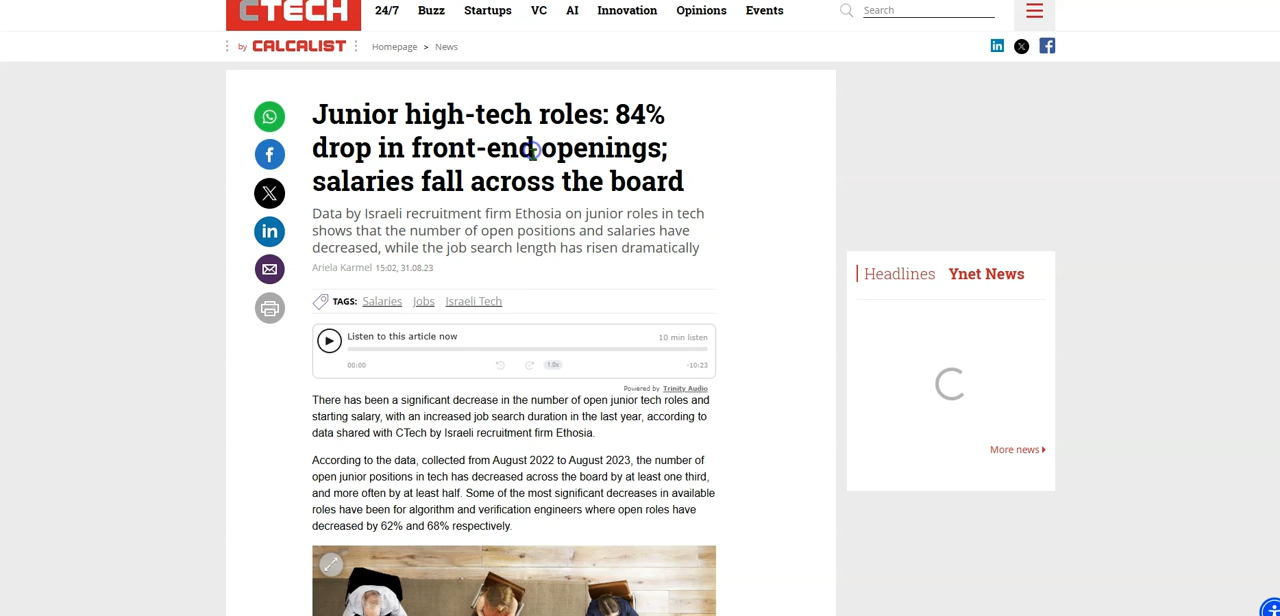 CTECH
24/7 Buzz Startups VC AI Innovation Opinions Events
Search
by CALCALIST
Homepage > News
Junior high-tech roles: 84%
drop in front-end openings;
salaries fall across the board
Data by Israeli recruitment firm Ethosia on junior roles in tech
shows that the number of open positions and salaries have
decreased, while the job search length has risen dramatically
Ariela Karmel 15:02, 31.08.23
TAGS: Salaries Jobs Israeli Tech
Listen to this article now
10 min listen
00:00
1.0x
-10:23
Powered by Trinity Audio
There has been a significant decrease in the number of open junior tech roles and
starting salary, with an increased job search duration in the last year, according to
data shared with CTech by Israeli recruitment firm Ethosia.
According to the data, collected from August 2022 to August 2023, the number of
open junior positions in tech has decreased across the board by at least one third,
and more often by at least half. Some of the most significant decreases in available
roles have been for algorithm and verification engineers where open roles have
decreased by 62% and 68% respectively.
Headlines Ynet News
More news